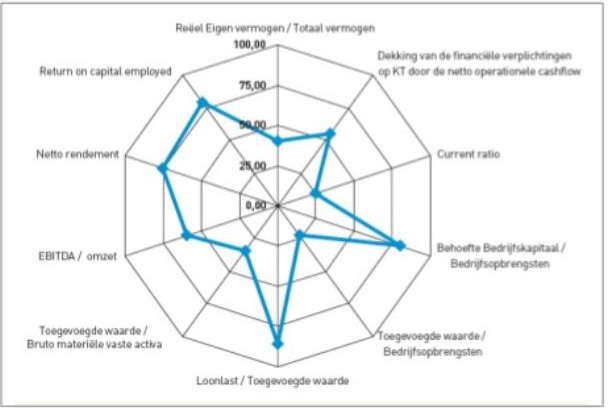 Reëel Eigen vermogen / Totaal vermogen
100,00
Dekking van de financiële verplichtingen
op KT door de netto operationele cashflow
Return on capital employed
75,00
50,00
Netto rendement
Current ratio
25,00
0,00
Behoefte Bedrijfskapitaal /
Bedrijfsopbrengsten
EBITDA / omzet
Toegevoegde waarde /
Bruto materiële vaste activa
Toegevoegde waarde /
Bedrijfsopbrengsten
Loonlast / Toegevoegde waarde